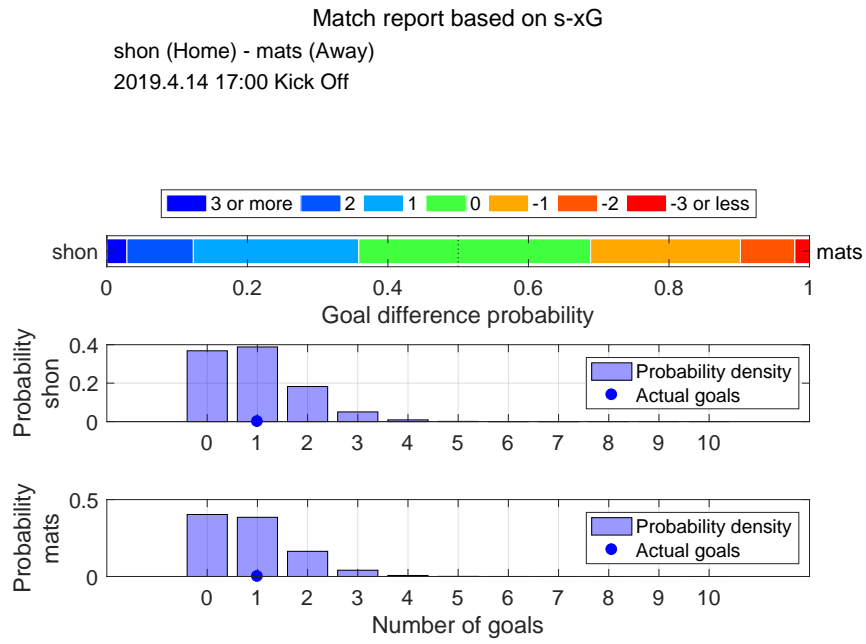 Match report based on s-xG
shon (Home) - mats (Away)
2019.4.14 17:00 Kick Off
3 or more 2 1 0 -1 -2 -3 or less
shon mats
0 0.2 0.4 0.6 0.8 1
Goal difference probability
Probability
shon
0.4
0.2
0
Probability density
Actual goals
0 1 2 3 4 5 6 7 8 9 10
Probability
mats
0.5
0
Probability density
Actual goals
0 1 2 3 4 5 6 7 8 9 10
Number of goals